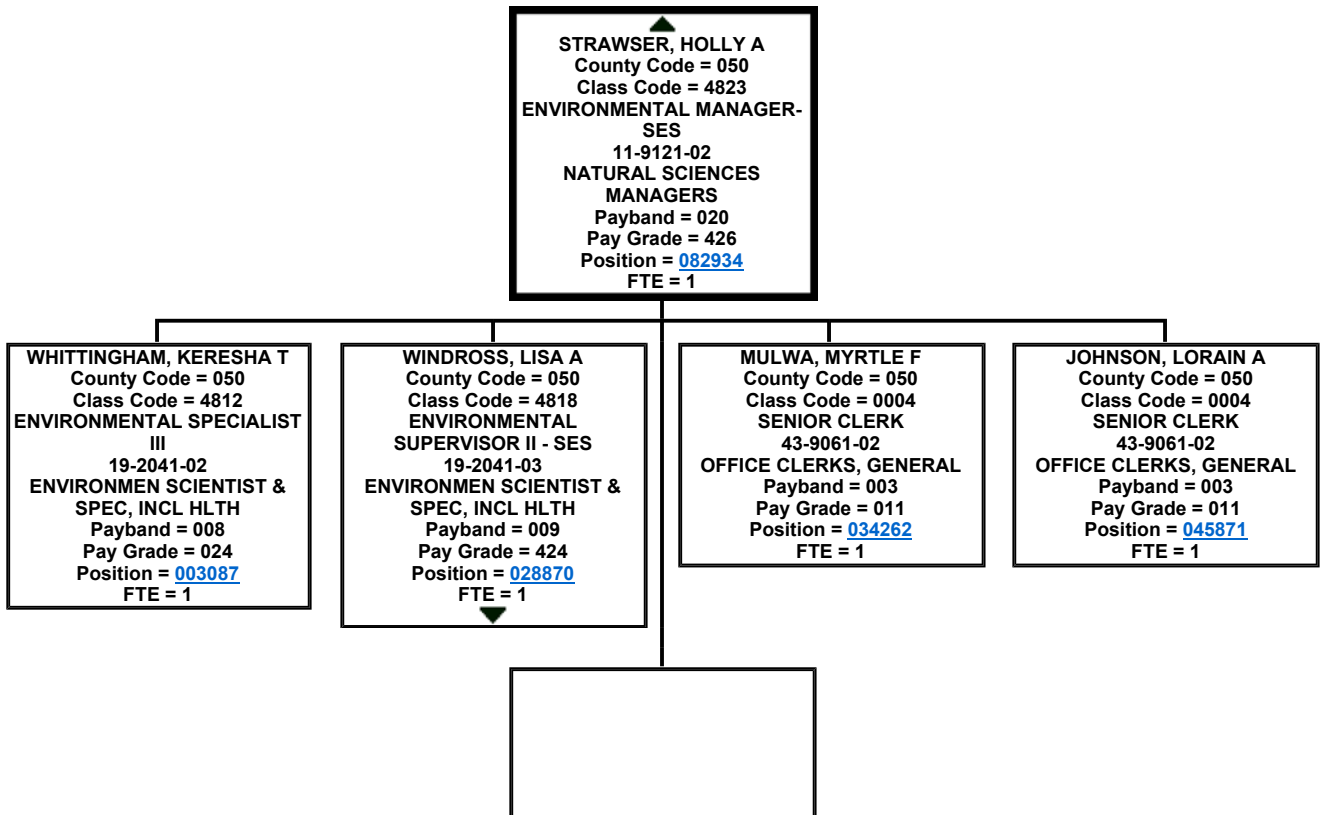 STRAWSER, HOLLY A
County Code = 050
Class Code = 4823
ENVIRONMENTAL MANAGER-
SES
11-9121-02
NATURAL SCIENCES
MANAGERS
Payband = 020
Pay Grade = 426
Position = 082934
FTE = 1
WHITTINGHAM, KERESHA T
County Code = 050
Class Code = 4812
ENVIRONMENTAL SPECIALIST
III
19-2041-02
ENVIRONMEN SCIENTIST &
SPEC, INCL HLTH
Payband = 008
Pay Grade = 024
Position = 003087
FTE = 1
WINDROSS, LISA A
County Code = 050
Class Code = 4818
ENVIRONMENTAL
SUPERVISOR II - SES
19-2041-03
ENVIRONMEN SCIENTIST &
SPEC, INCL HLTH
Payband = 009
Pay Grade = 424
Position = 028870
FTE = 1
MULWA, MYRTLE F
County Code = 050
Class Code = 0004
SENIOR CLERK
43-9061-02
OFFICE CLERKS, GENERAL
Payband = 003
Pay Grade = 011
Position = 034262
FTE = 1
JOHNSON, LORAIN A
County Code = 050
Class Code = 0004
SENIOR CLERK
43-9061-02
OFFICE CLERKS, GENERAL
Payband = 003
Pay Grade = 011
Position = 045871
FTE = 1